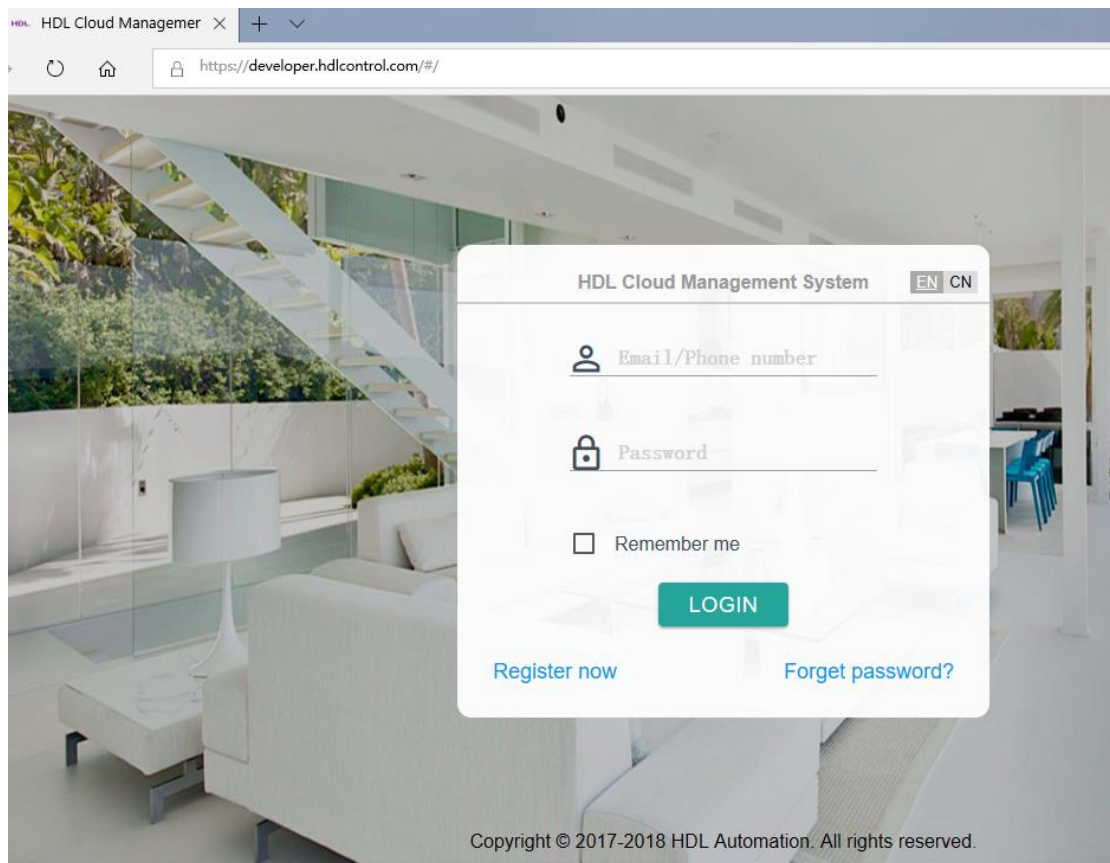 HDL HDL Cloud Managemer
https://developer.hdlcontrol.com/#/
HDL Cloud Management System EN CN
Email/Phone number
Password
Remember me
LOGIN
Register now Forget password?
Copyright © 2017-2018 HDL Automation. All rights reserved.